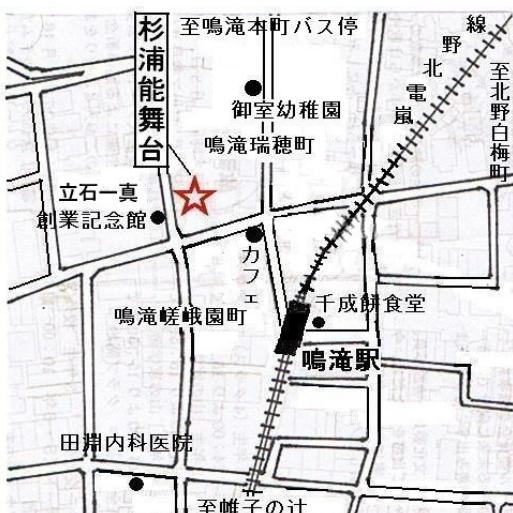 杉浦能舞台
至鳴滝本町バス停
嵐電北野線
至北野白梅町
御室幼稚園
鳴滝瑞穂町
立石一真
創業記念館
カフェ
鳴滝嵯峨園町
千成餅食堂
鳴滝駅
田淵内科医院
至帷子の辻